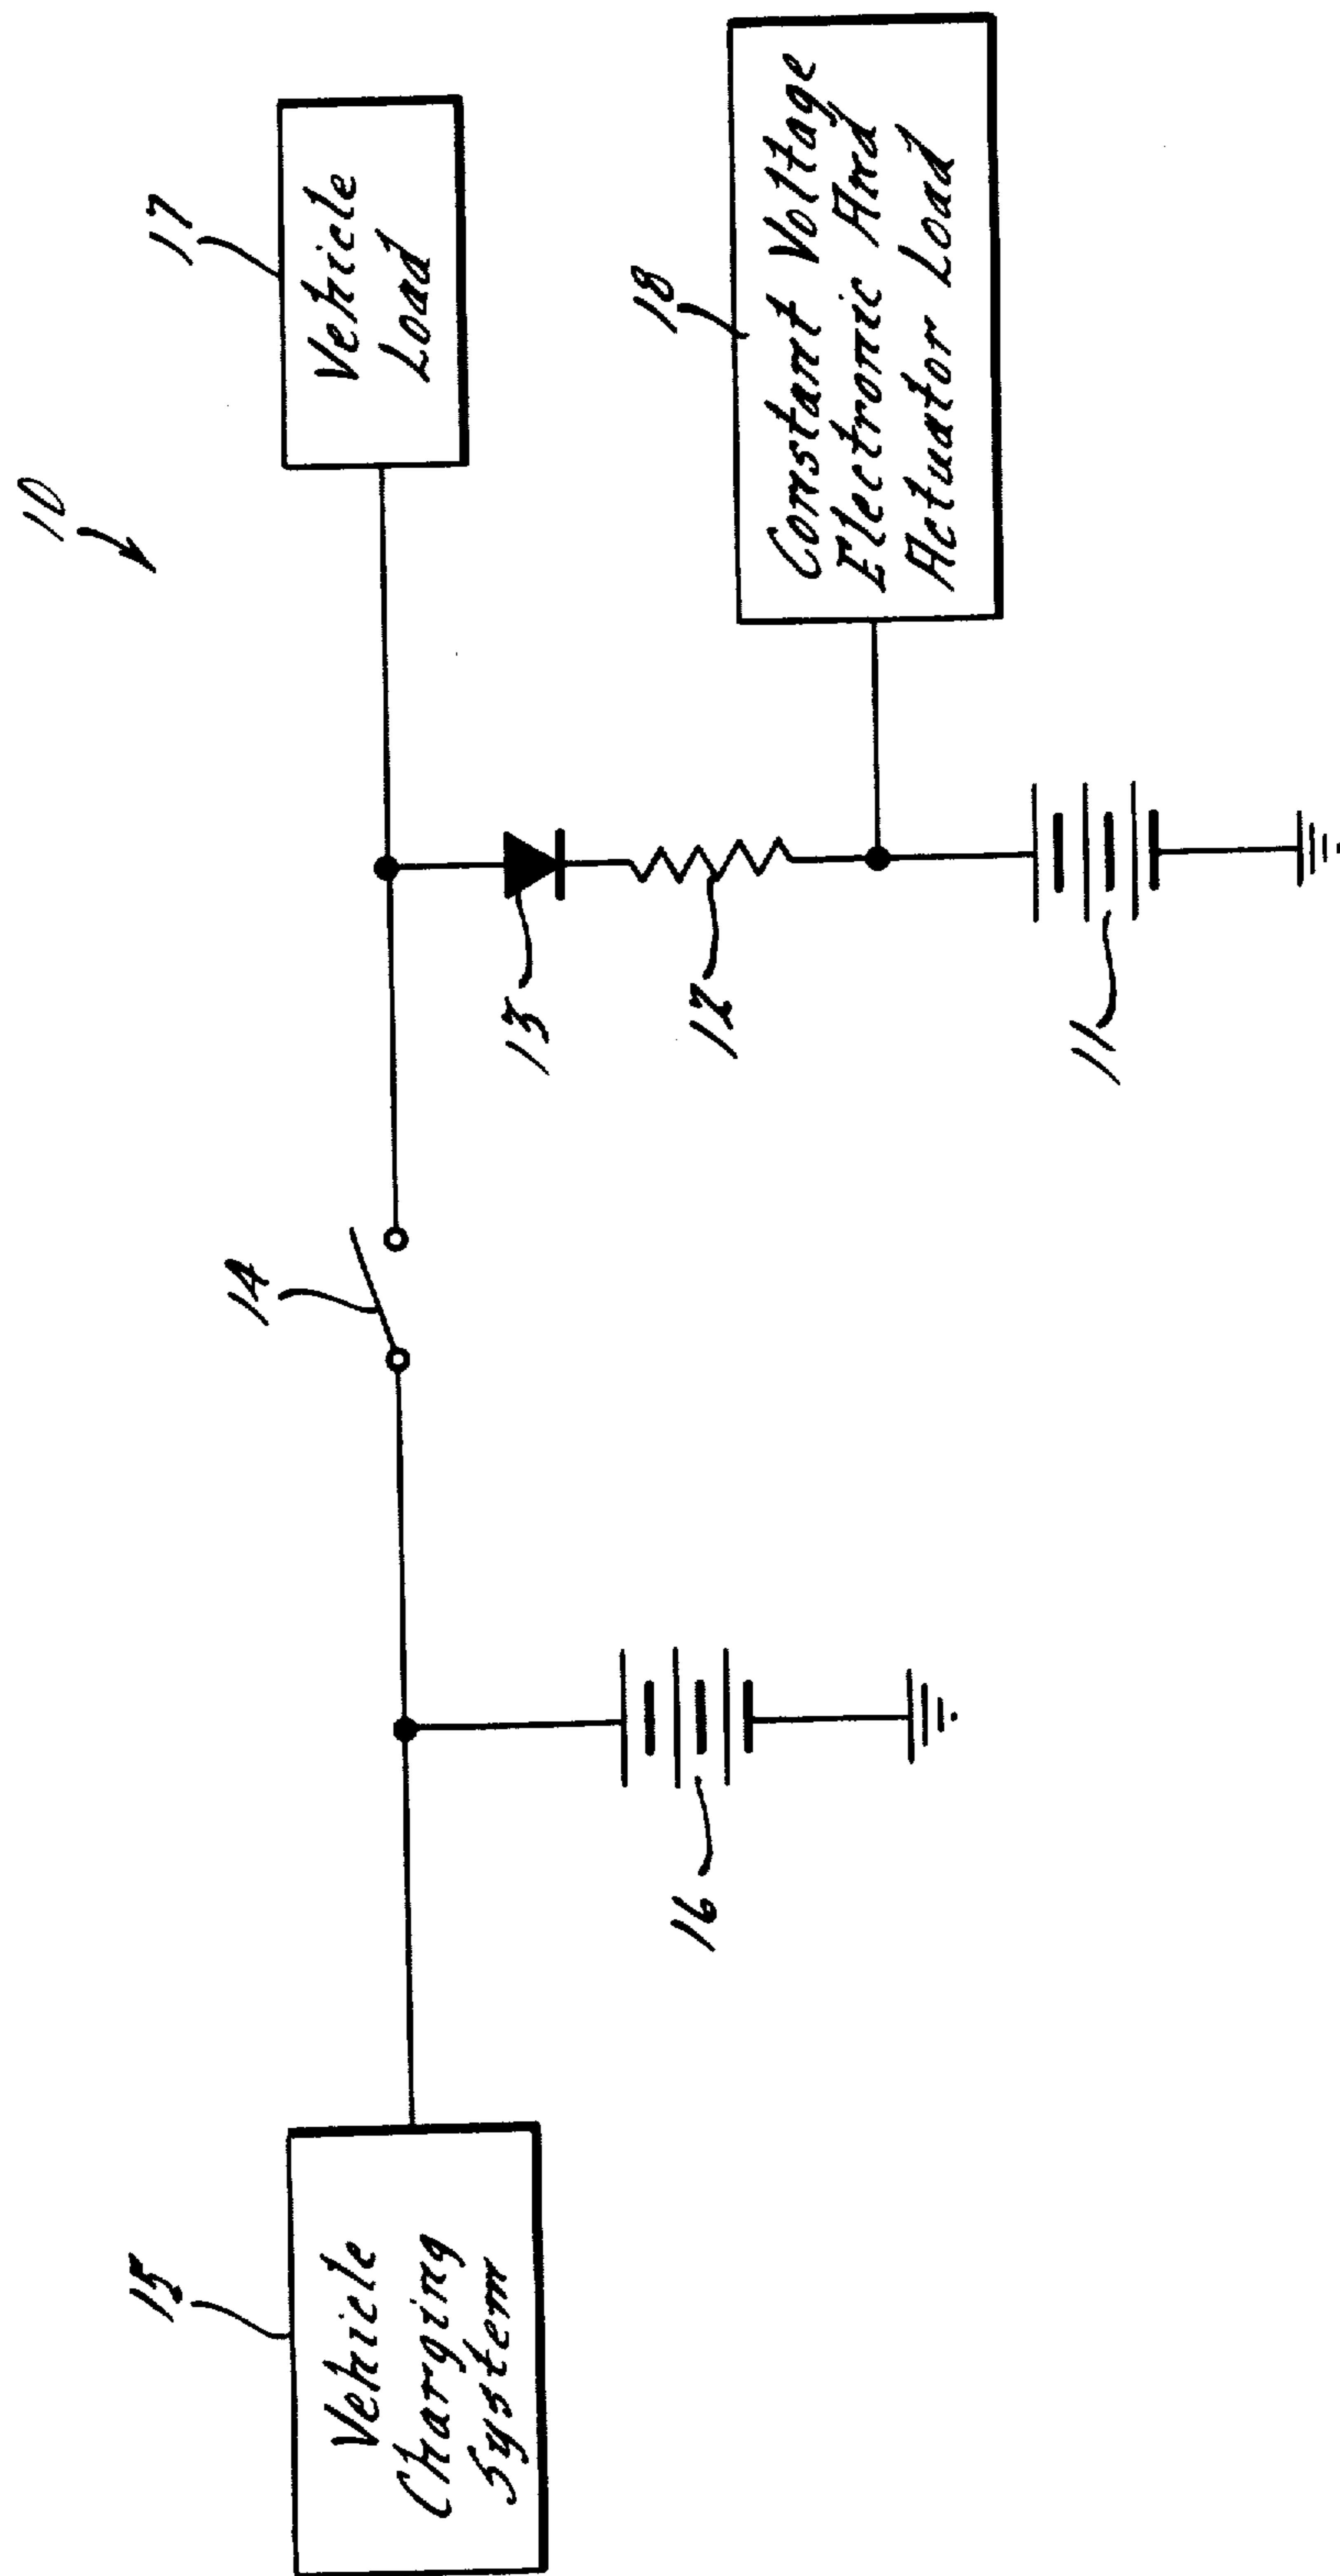 10
15
Vehicle
Charging
System
16
14
17
Vehicle
Load
13
12
11
18
Constant Voltage
Electronic And
Actuator Load